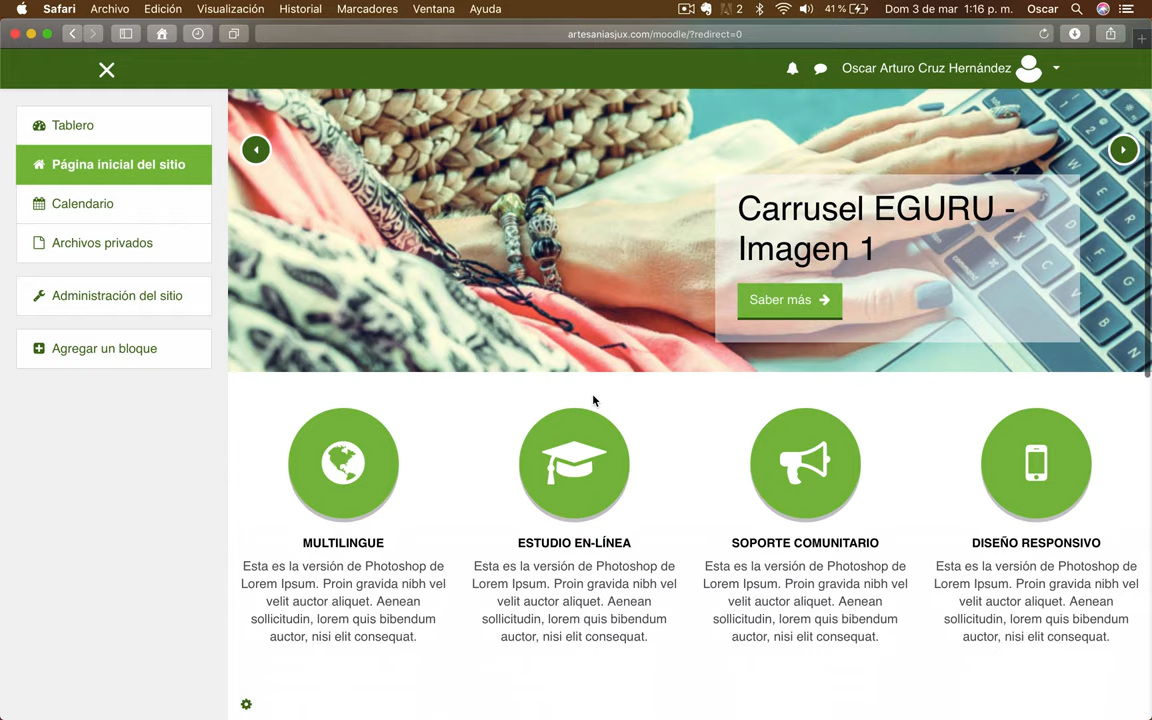 Safari Archivo Edición Visualización Historial Marcadores Ventana Ayuda 2 41 % Dom 3 de mar 1:16 p. m. Oscar
artesaniasjux.com/moodle/?redirect=0
Oscar Arturo Cruz Hernández
Tablero
Página inicial del sitio
Calendario
Archivos privados
Administración del sitio
Agregar un bloque
Carrusel EGURU -
Imagen 1
Saber más
MULTILINGUE
Esta es la versión de Photoshop de
Lorem Ipsum. Proin gravida nibh vel
velit auctor aliquet. Aenean
sollicitudin, lorem quis bibendum
auctor, nisi elit consequat.
ESTUDIO EN-LÍNEA
Esta es la versión de Photoshop de
Lorem Ipsum. Proin gravida nibh vel
velit auctor aliquet. Aenean
sollicitudin, lorem quis bibendum
auctor, nisi elit consequat.
SOPORTE COMUNITARIO
Esta es la versión de Photoshop de
Lorem Ipsum. Proin gravida nibh vel
velit auctor aliquet. Aenean
sollicitudin, lorem quis bibendum
auctor, nisi elit consequat.
DISEÑO RESPONSIVO
Esta es la versión de Photoshop de
Lorem Ipsum. Proin gravida nibh vel
velit auctor aliquet. Aenean
sollicitudin, lorem quis bibendum
auctor, nisi elit consequat.